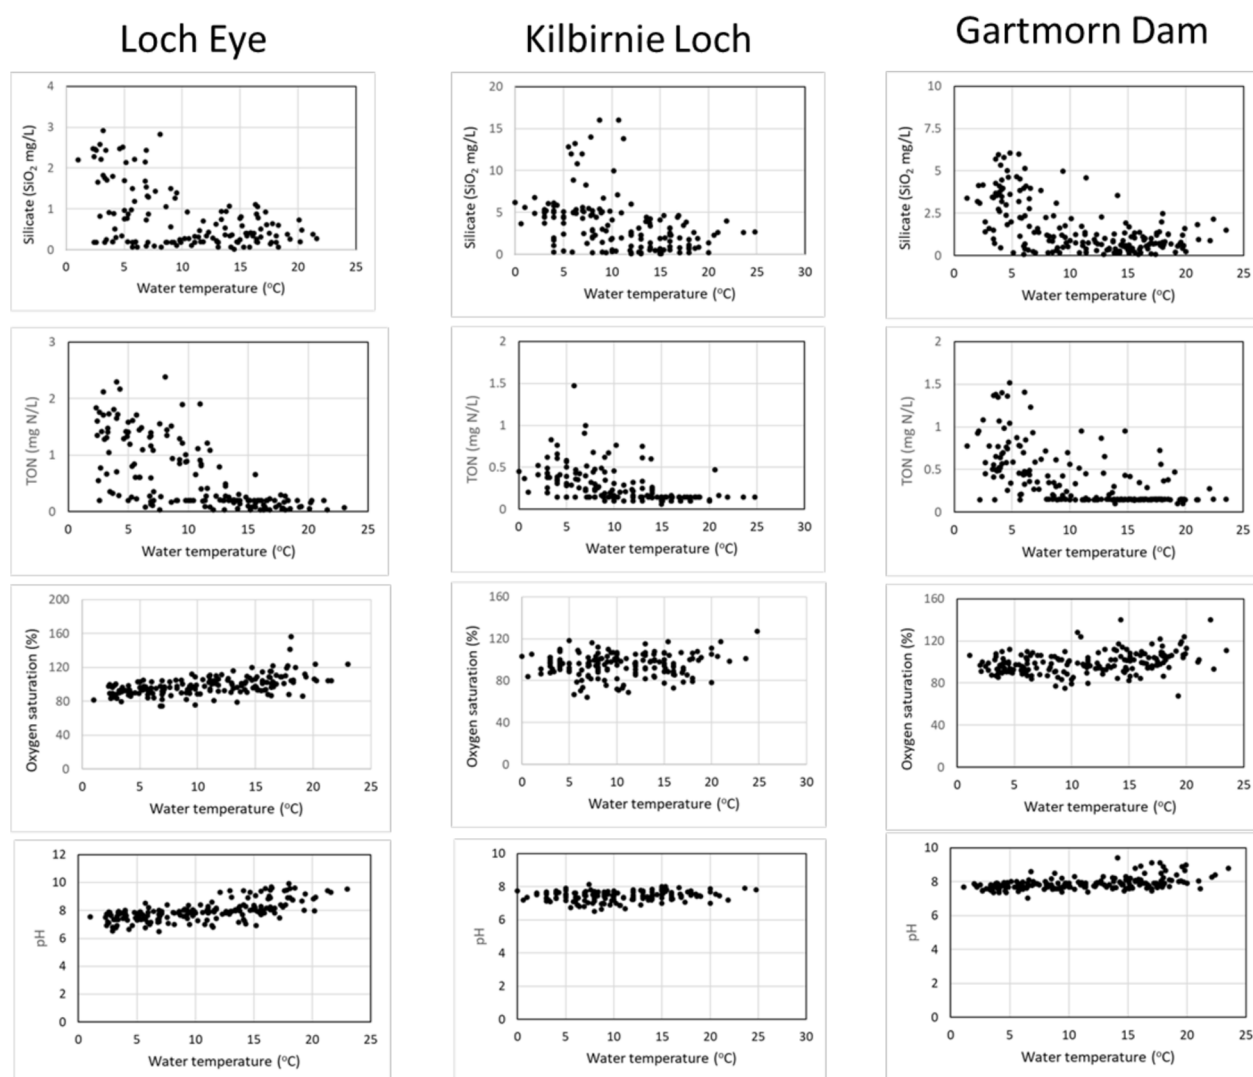 Loch Eye
Kilbirnie Loch
Gartmorn Dam
Silicate (SiO₂ mg/L)
4
3
2
1
0
0 5 10 15 20 25
Water temperature (°C)
Silicate (SiO₂ mg/L)
20
15
10
5
0
0 5 10 15 20 25 30
Water temperature (°C)
Silicate (SiO₂ mg/L)
10
7.5
5
2.5
0
0 5 10 15 20 25
Water temperature (°C)
TON (mg N/L)
3
2
1
0
0 5 10 15 20 25
Water temperature (°C)
TON (mg N/L)
2
1.5
1
0.5
0
0 5 10 15 20 25 30
Water temperature (°C)
TON (mg N/L)
2
1.5
1
0.5
0
0 5 10 15 20 25
Water temperature (°C)
Oxygen saturation (%)
200
160
120
80
40
0
0 5 10 15 20 25
Water temperature (°C)
Oxygen saturation (%)
160
120
80
40
0
0 5 10 15 20 25 30
Water temperature (°C)
Oxygen saturation (%)
160
120
80
40
0
0 5 10 15 20 25
Water temperature (°C)
pH
12
10
8
6
4
2
0
0 5 10 15 20 25
Water temperature (°C)
pH
10
8
6
4
2
0
0 5 10 15 20 25 30
Water temperature (°C)
pH
10
8
6
4
2
0
0 5 10 15 20 25
Water temperature (°C)